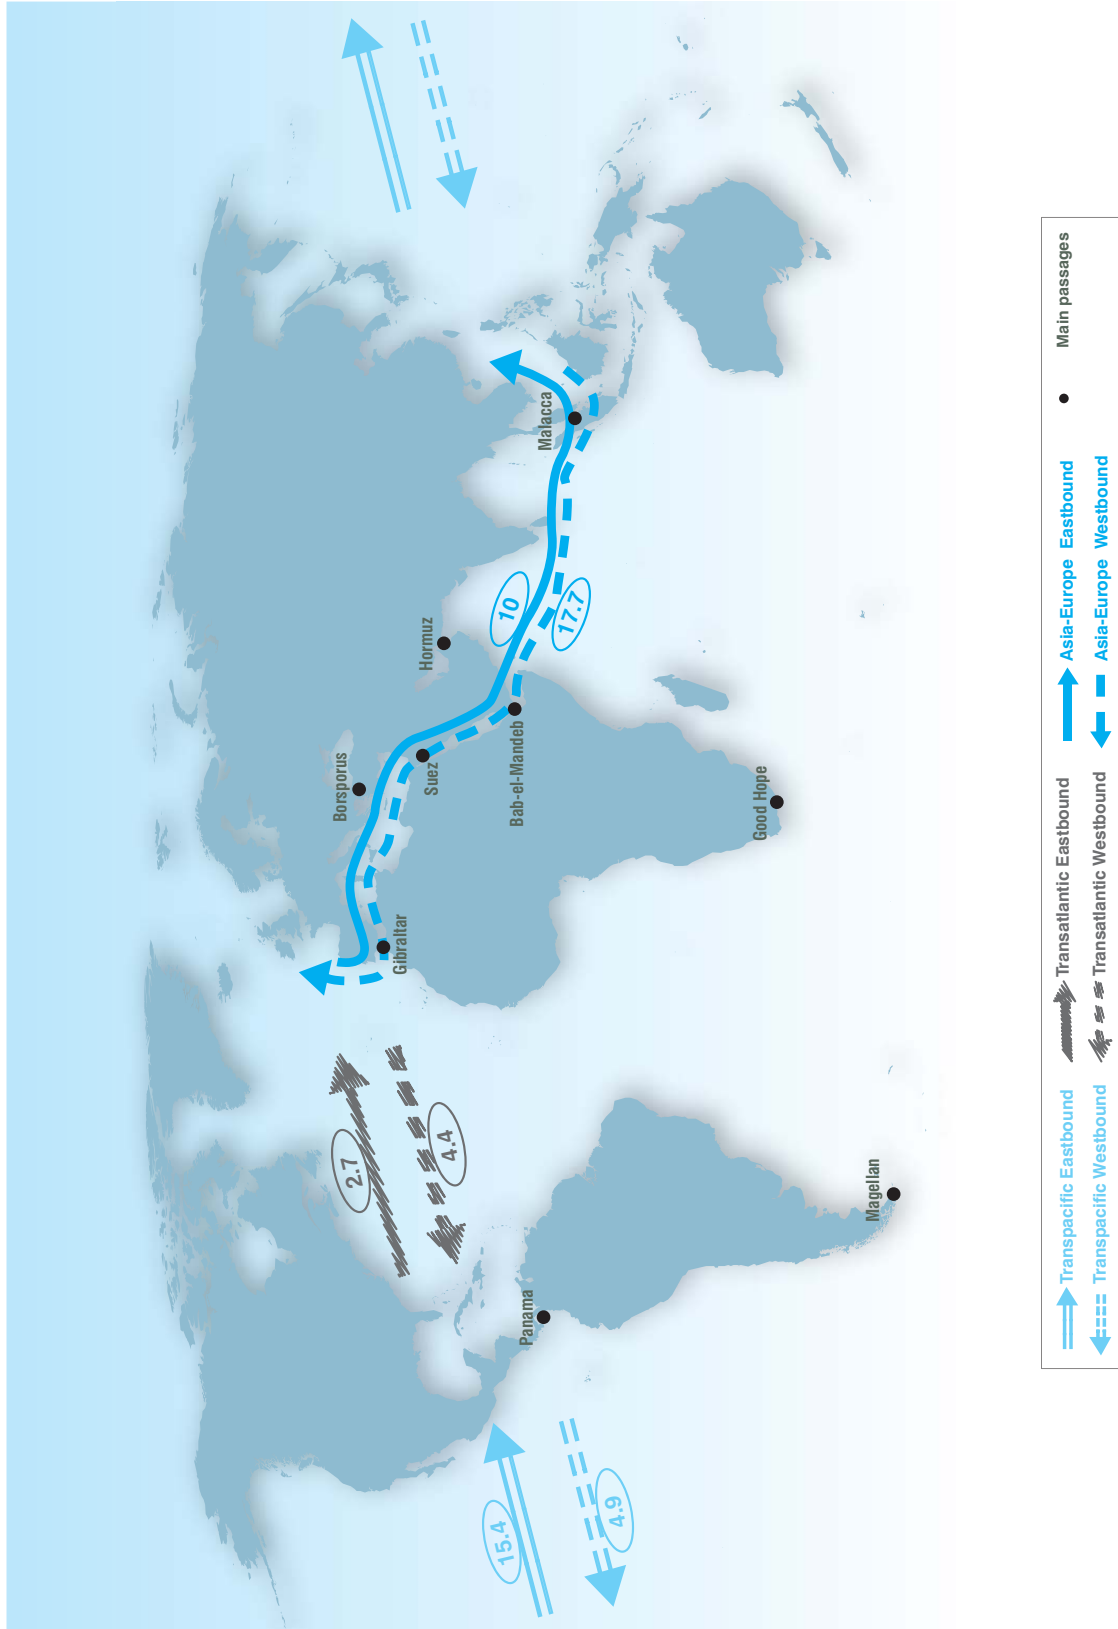 2.7
4.4
15.4
4.9
10
17.7
Borsporus
Hormuz
Gibraltar
Suez
Malacca
Bab-el-Mandeb
Panama
Good Hope
Magellan
Transpacific Eastbound
Transatlantic Eastbound
Asia-Europe Eastbound
Main passages
Transpacific Westbound
Transatlantic Westbound
Asia-Europe Westbound